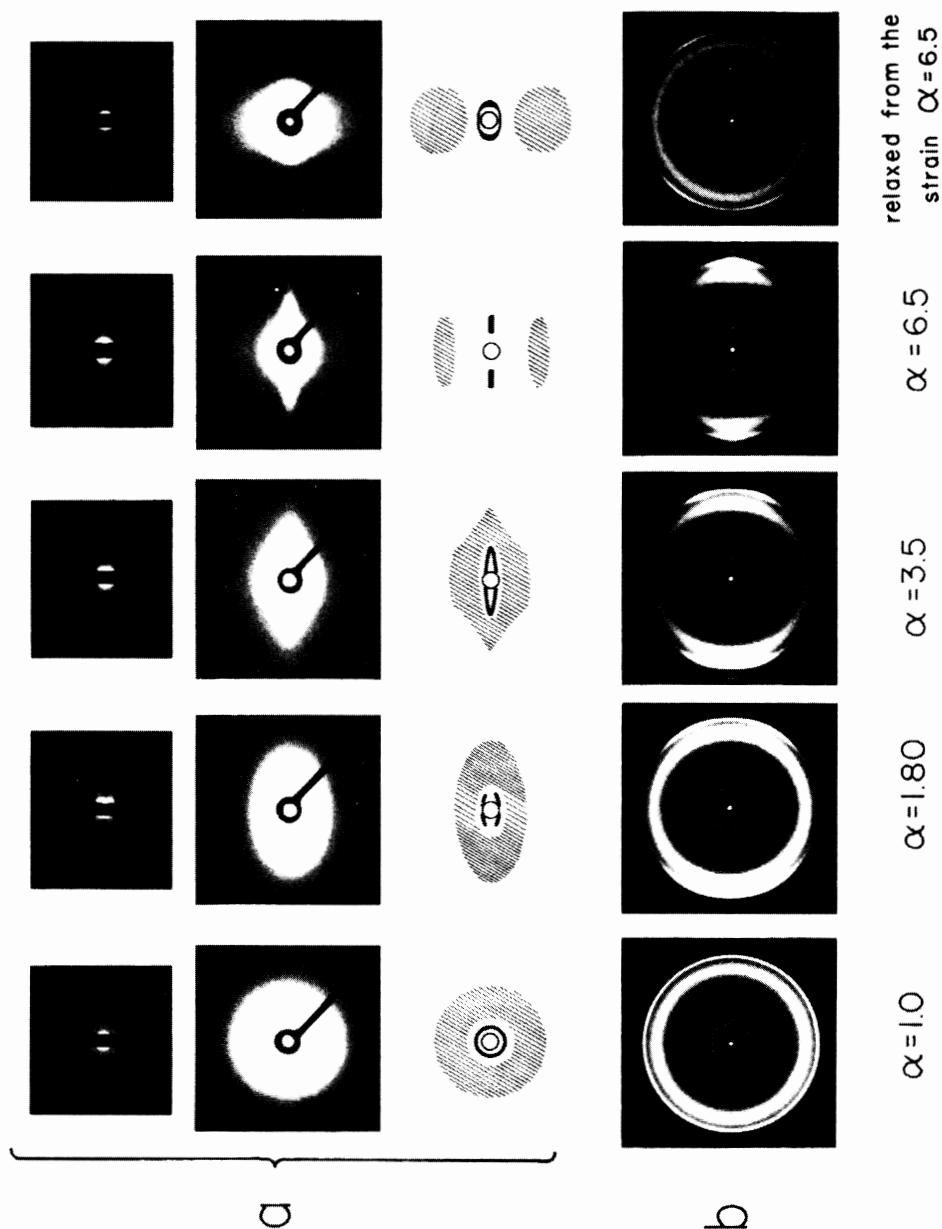 a
b
α=1.0
α=1.80
α=3.5
α=6.5
relaxed from the
strain α=6.5